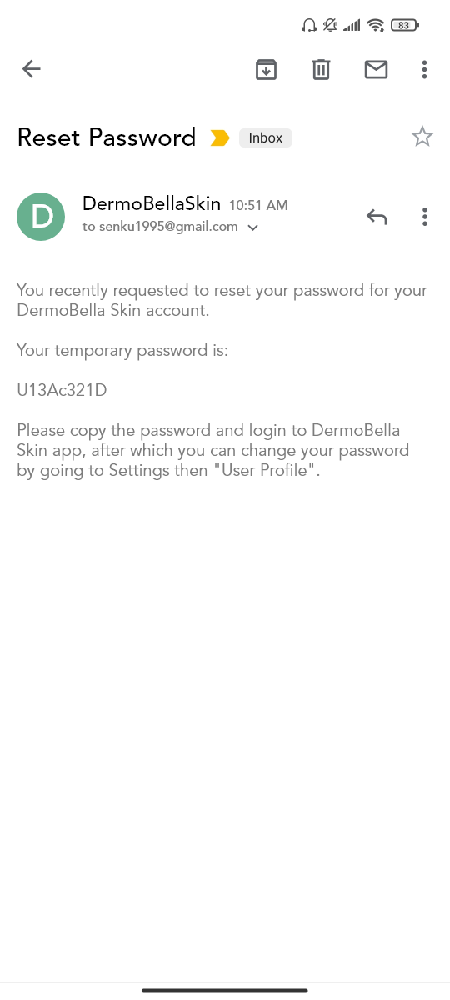 83
Reset Password
Inbox
D
DermoBellaSkin 10:51 AM
to senku1995@gmail.com
You recently requested to reset your password for your
DermoBella Skin account.
Your temporary password is:
U13Ac321D
Please copy the password and login to DermoBella
Skin app, after which you can change your password
by going to Settings then "User Profile".